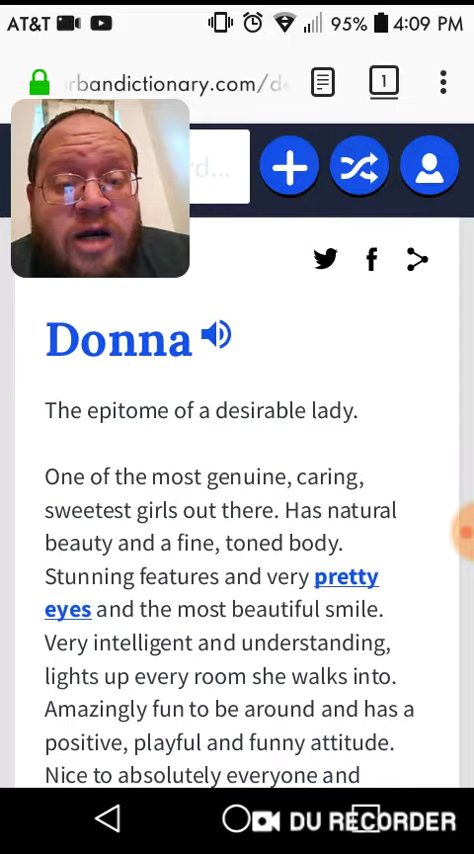 AT&T 95% 4:09 PM
rbandictionary.com/de
1
rd...
Donna
The epitome of a desirable lady.
One of the most genuine, caring,
sweetest girls out there. Has natural
beauty and a fine, toned body.
Stunning features and very pretty
eyes and the most beautiful smile.
Very intelligent and understanding,
lights up every room she walks into.
Amazingly fun to be around and has a
positive, playful and funny attitude.
Nice to absolutely everyone and
DU RECORDER